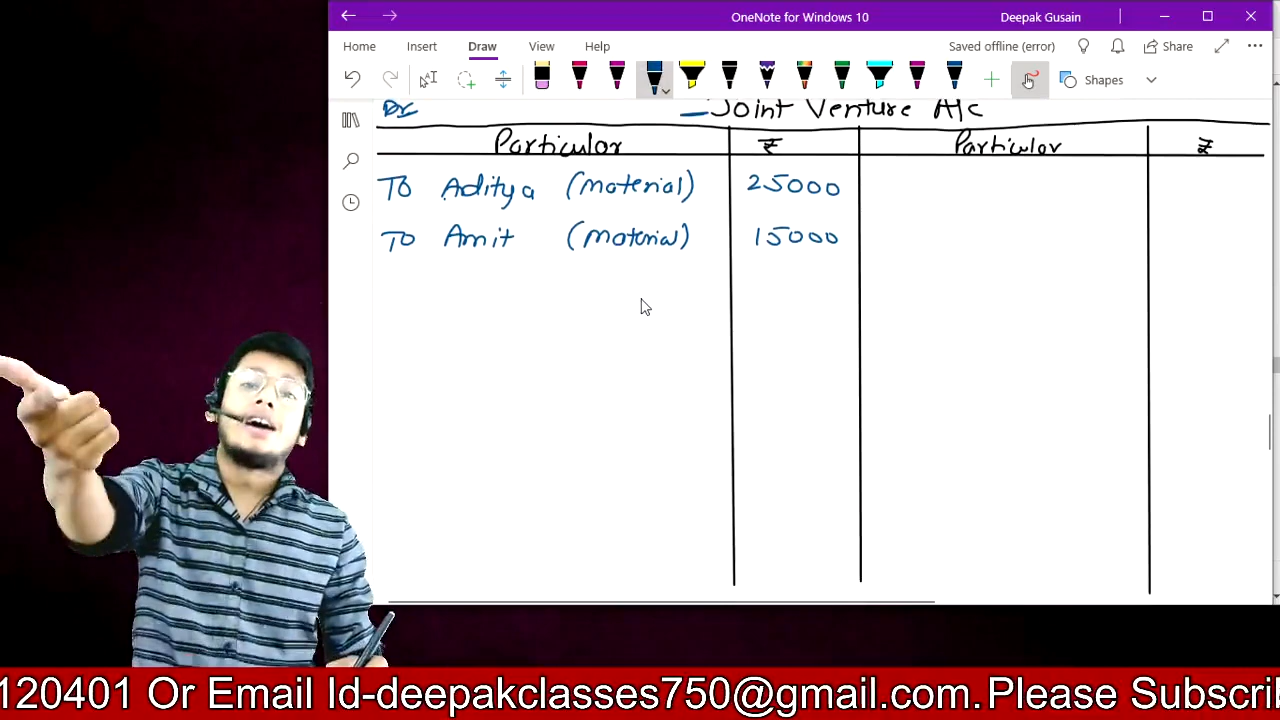 OneNote for Windows 10
Deepak Gusain
Home Insert Draw View Help
Saved offline (error)
Share
Shapes
Dr
Joint Venture A/c
Particular ₹ Particular ₹
To Aditya (material) 25000
To Amit (Material) 15000
120401 Or Email Id-deepakclasses750@gmail.com. Please Subscri